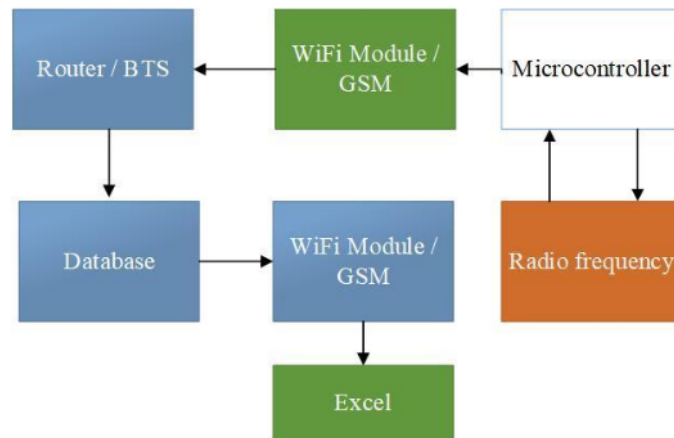 Router / BTS
WiFi Module /
GSM
Microcontroller
Database
WiFi Module /
GSM
Radio frequency
Excel